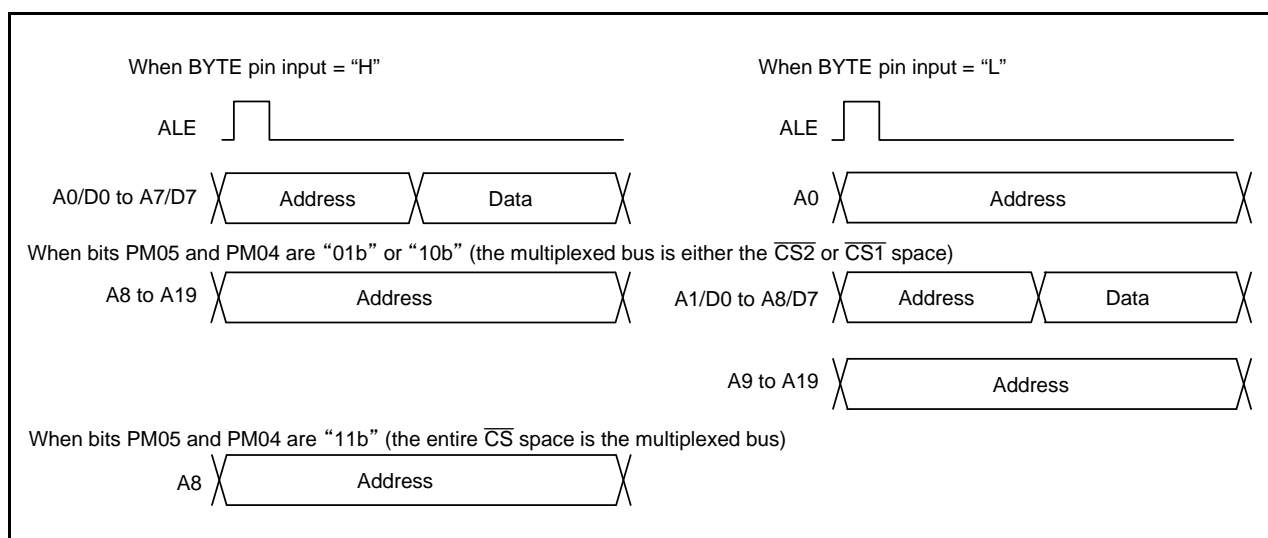 When BYTE pin input = “H”
ALE
A0/D0 to A7/D7
Address
Data
When bits PM05 and PM04 are “01b” or “10b” (the multiplexed bus is either the C̅S̅2̅ or C̅S̅1̅ space)
A8 to A19
Address
When bits PM05 and PM04 are “11b” (the entire C̅S̅ space is the multiplexed bus)
A8
Address
When BYTE pin input = “L”
ALE
A0
Address
A1/D0 to A8/D7
Address
Data
A9 to A19
Address